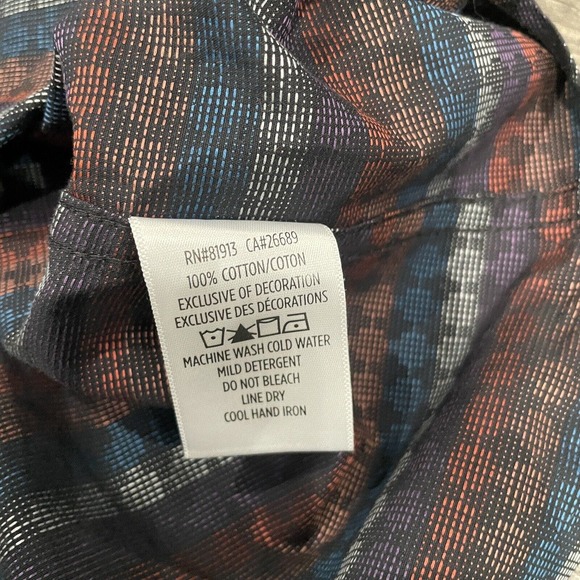 RN#81913 CA#26689
100% COTTON/COTON
EXCLUSIVE OF DECORATION
EXCLUSIVE DES DÉCORATIONS
MACHINE WASH COLD WATER
MILD DETERGENT
DO NOT BLEACH
LINE DRY
COOL HAND IRON